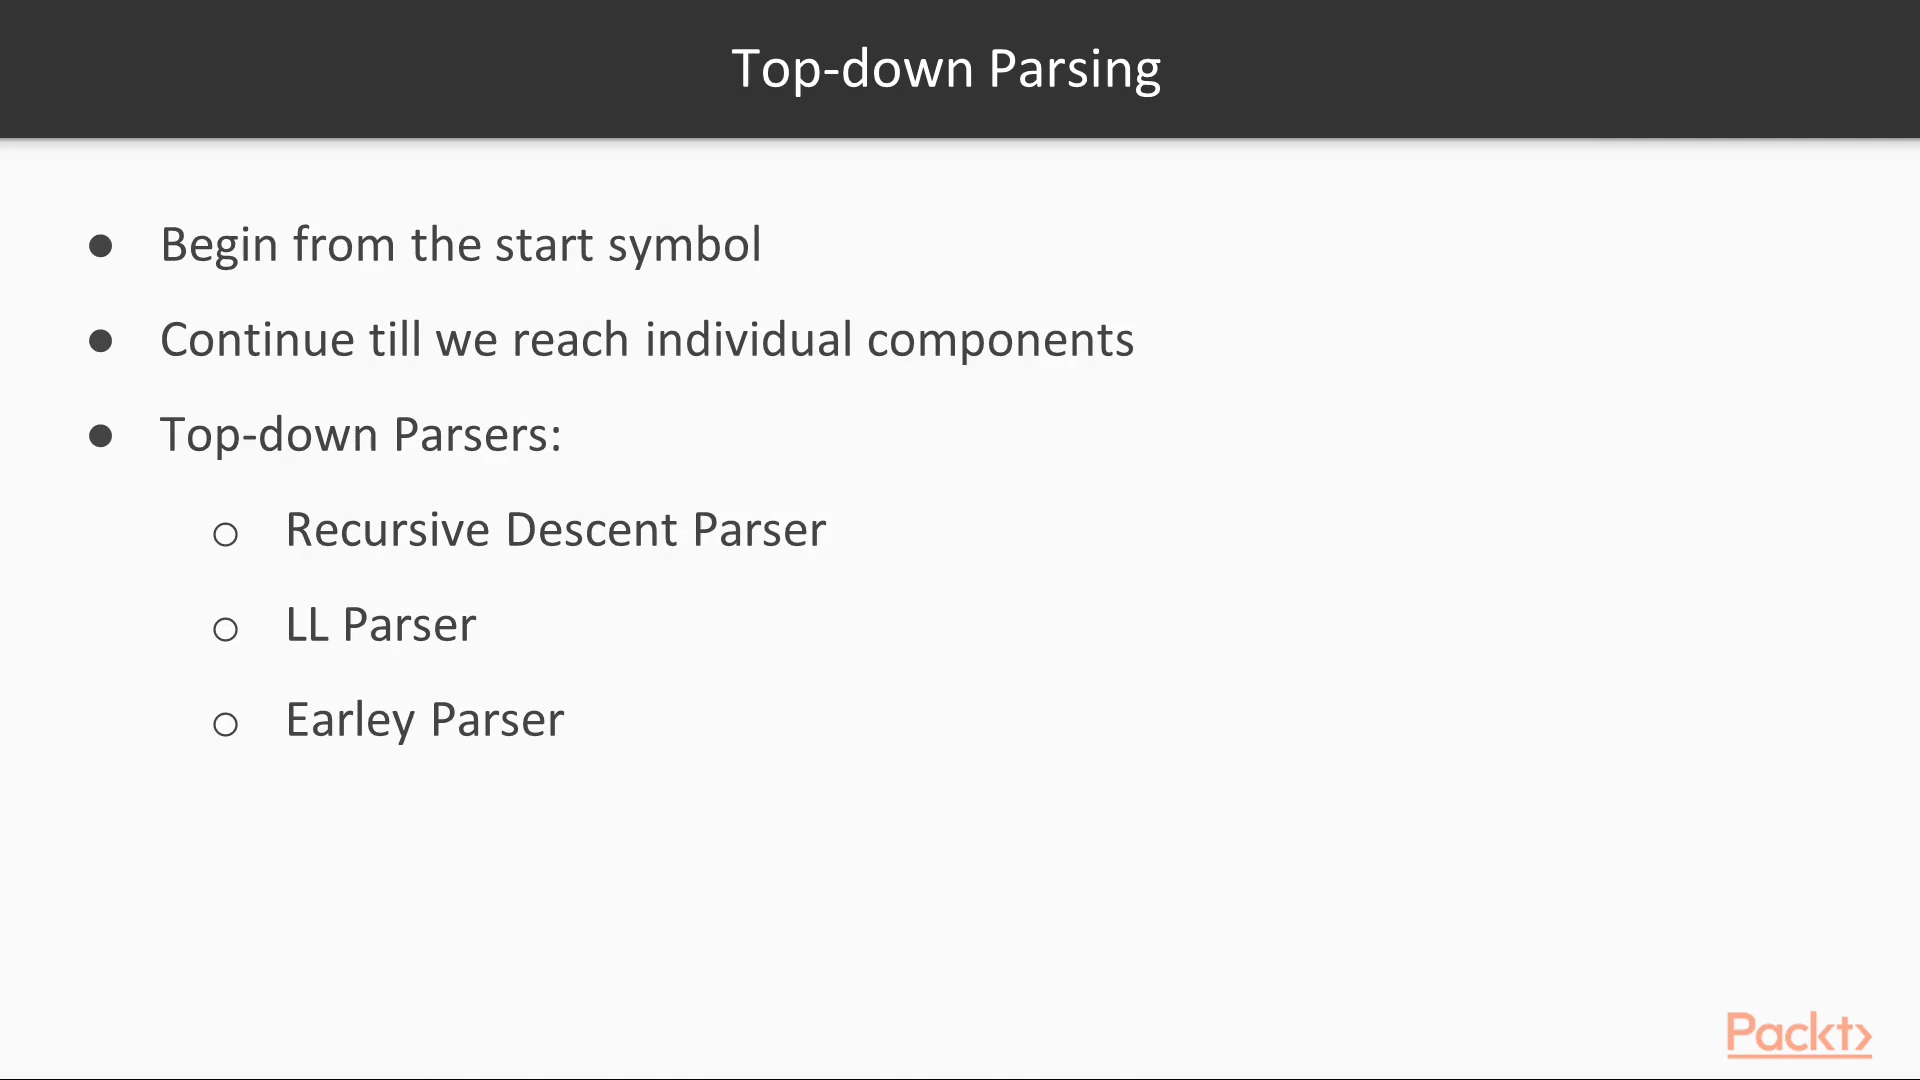 Top-down Parsing
● Begin from the start symbol
● Continue till we reach individual components
● Top-down Parsers:
○ Recursive Descent Parser
○ LL Parser
○ Earley Parser
Packt>